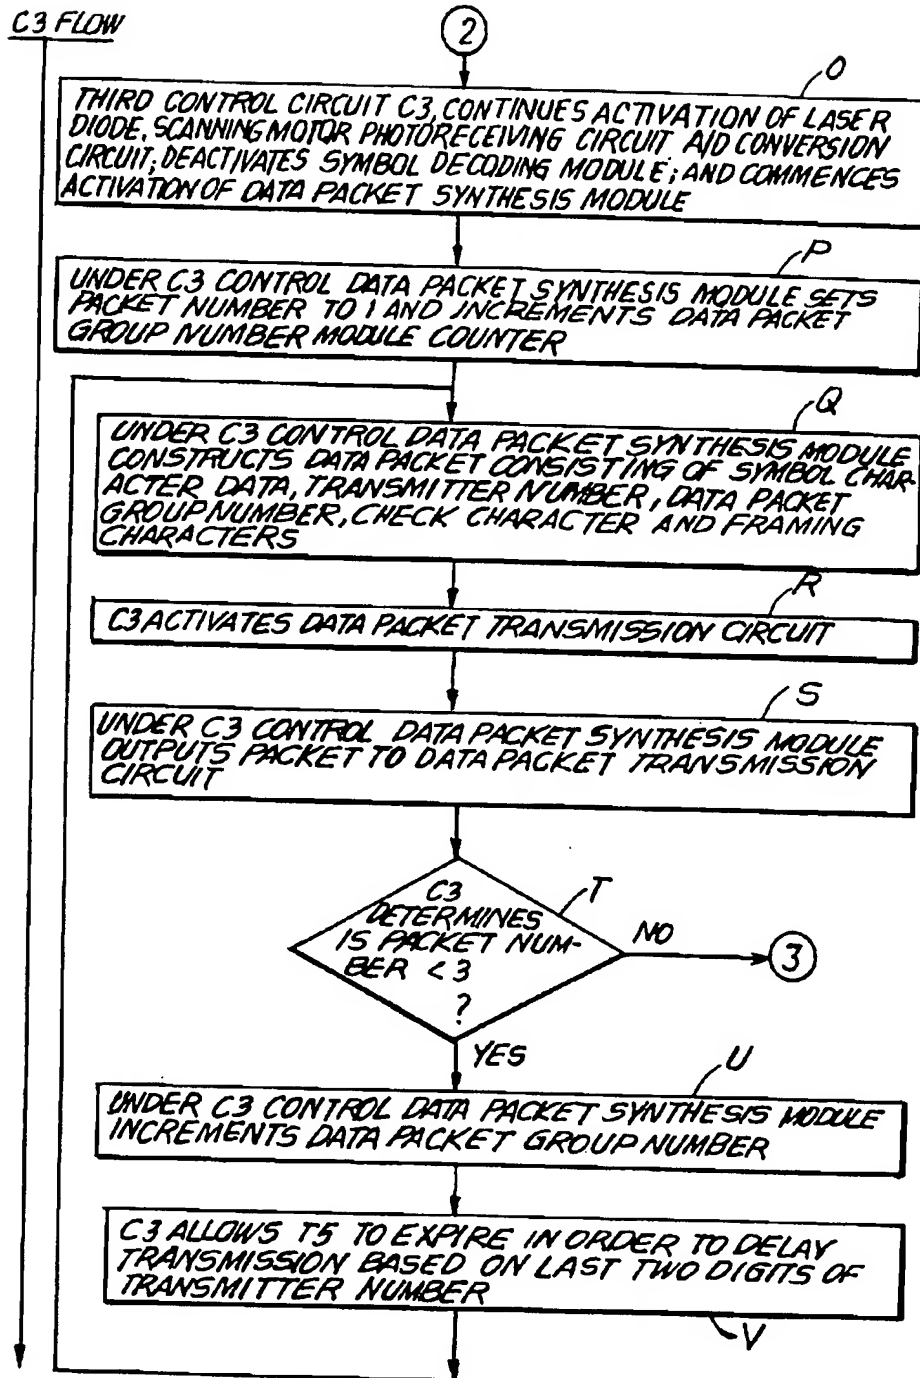 C3 FLOW
2
O
THIRD CONTROL CIRCUIT C3, CONTINUES ACTIVATION OF LASER
DIODE, SCANNING MOTOR PHOTORECEIVING CIRCUIT A/D CONVERSION
CIRCUIT; DEACTIVATES SYMBOL DECODING MODULE; AND COMMENCES
ACTIVATION OF DATA PACKET SYNTHESIS MODULE
P
UNDER C3 CONTROL DATA PACKET SYNTHESIS MODULE SETS
PACKET NUMBER TO 1 AND INCREMENTS DATA PACKET
GROUP NUMBER MODULE COUNTER
Q
UNDER C3 CONTROL DATA PACKET SYNTHESIS MODULE
CONSTRUCTS DATA PACKET CONSISTING OF SYMBOL CHAR-
ACTER DATA, TRANSMITTER NUMBER, DATA PACKET
GROUP NUMBER, CHECK CHARACTER AND FRAMING
CHARACTERS
R
C3 ACTIVATES DATA PACKET TRANSMISSION CIRCUIT
S
UNDER C3 CONTROL DATA PACKET SYNTHESIS MODULE
OUTPUTS PACKET TO DATA PACKET TRANSMISSION
CIRCUIT
T
C3
DETERMINES
IS PACKET NUM-
BER < 3
?
NO
3
YES
U
UNDER C3 CONTROL DATA PACKET SYNTHESIS MODULE
INCREMENTS DATA PACKET GROUP NUMBER
C3 ALLOWS T5 TO EXPIRE IN ORDER TO DELAY
TRANSMISSION BASED ON LAST TWO DIGITS OF
TRANSMITTER NUMBER
V